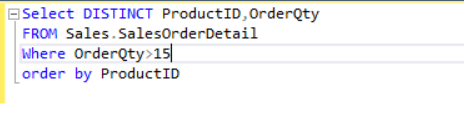 Select DISTINCT ProductID,OrderQty
FROM Sales.SalesOrderDetail
Where OrderQty>15
order by ProductID